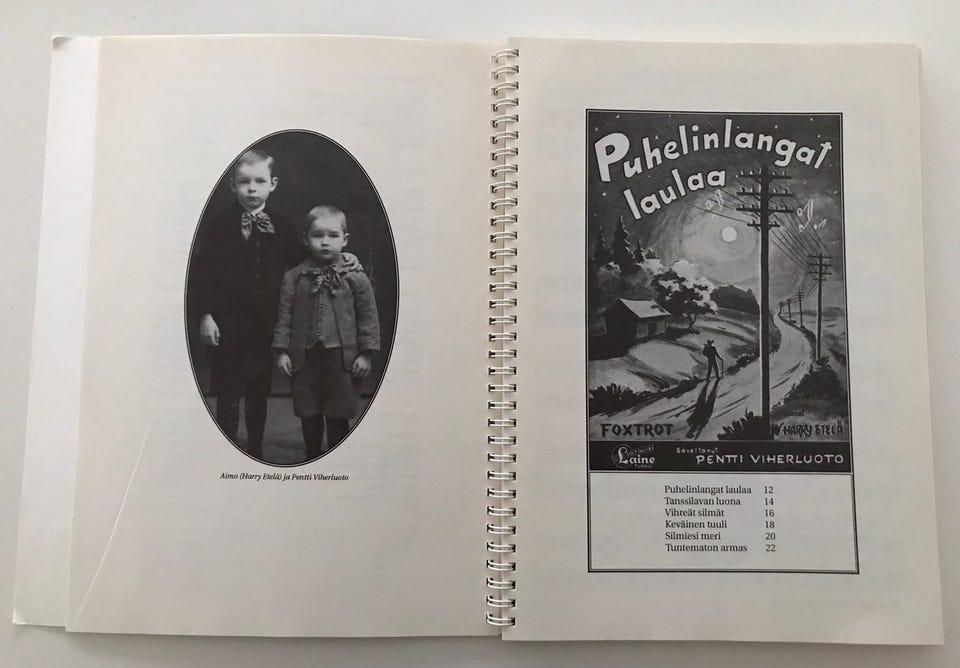 Aimo (Harry Etelä) ja Pentti Viherluoto
Puhelinlangat
laulaa
FOXTROT
HARRY ETELÄ
Laine
TURKU
Säveltänyt
PENTTI VIHERLUOTO
Puhelinlangat laulaa 12
Tanssilavan luona 14
Vihreät silmät 16
Keväinen tuuli 18
Silmiesi meri 20
Tuntematon armas 22